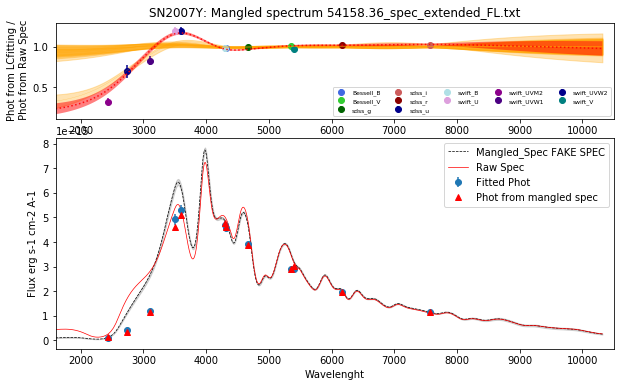 SN2007Y: Mangled spectrum 54158.36_spec_extended_FL.txt
Phot from LCfitting /
Phot from Raw Spec
1.0
0.5
Bessell_B
Bessell_V
sdss_g
sdss_i
sdss_r
sdss_u
swift_B
swift_U
swift_UVM2
swift_UVW1
swift_UVW2
swift_V
2000 3000 4000 5000 6000 7000 8000 9000 10000
1e−15
Flux erg s-1 cm-2 A-1
8
7
6
5
4
3
2
1
0
Mangled_Spec FAKE SPEC
Raw Spec
Fitted Phot
Phot from mangled spec
2000 3000 4000 5000 6000 7000 8000 9000 10000
Wavelenght